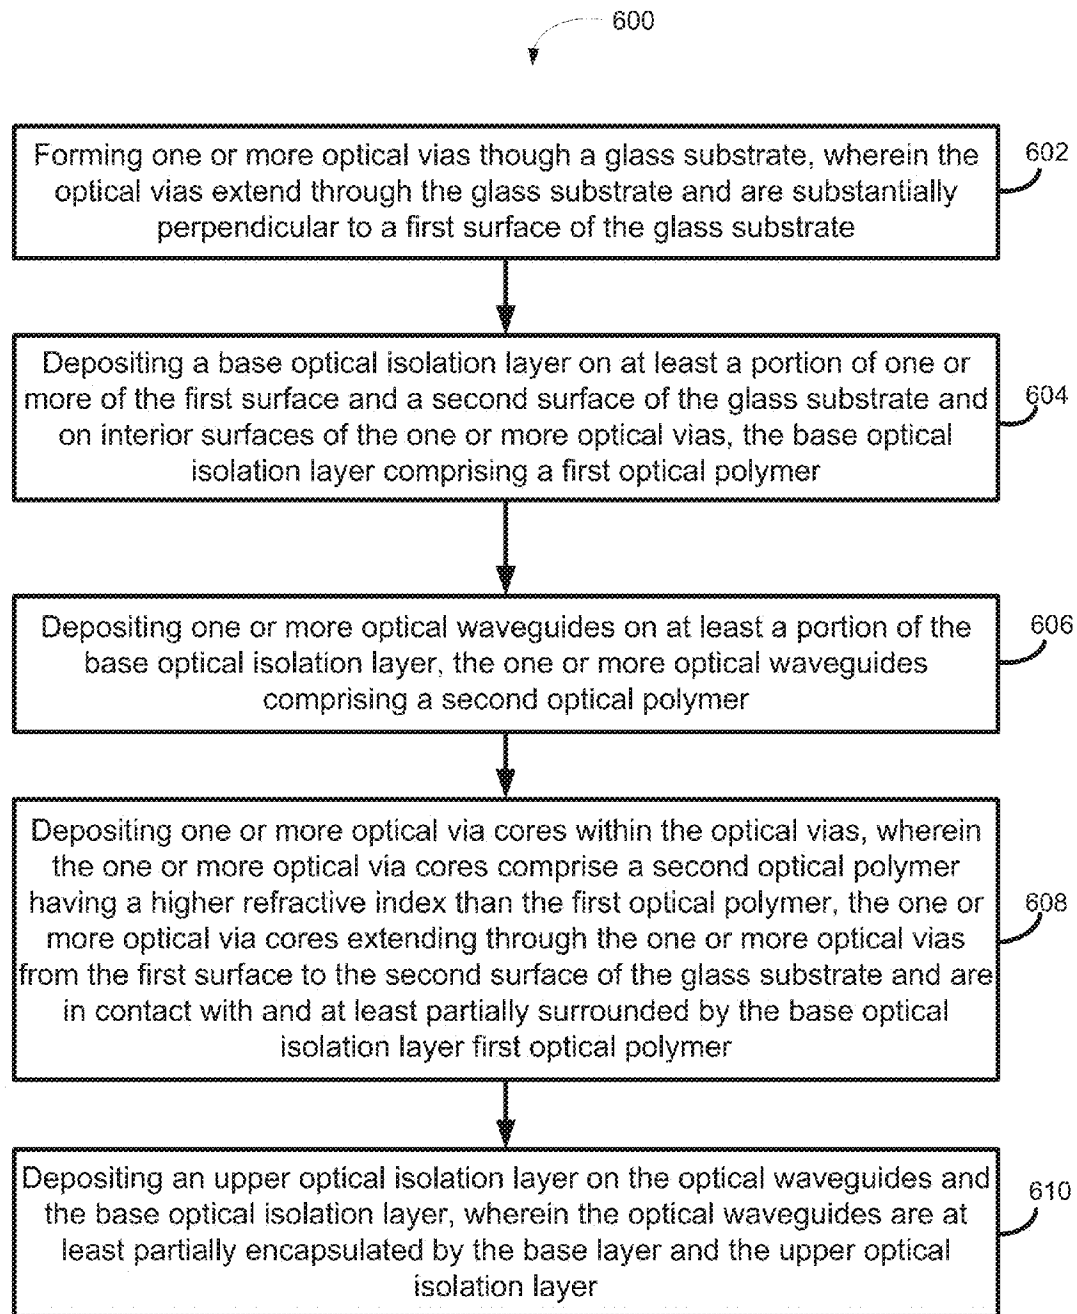 600
Forming one or more optical vias though a glass substrate, wherein the
optical vias extend through the glass substrate and are substantially
perpendicular to a first surface of the glass substrate
602
Depositing a base optical isolation layer on at least a portion of one or
more of the first surface and a second surface of the glass substrate and
on interior surfaces of the one or more optical vias, the base optical
isolation layer comprising a first optical polymer
604
Depositing one or more optical waveguides on at least a portion of the
base optical isolation layer, the one or more optical waveguides
comprising a second optical polymer
606
Depositing one or more optical via cores within the optical vias, wherein
the one or more optical via cores comprise a second optical polymer
having a higher refractive index than the first optical polymer, the one or
more optical via cores extending through the one or more optical vias
from the first surface to the second surface of the glass substrate and are
in contact with and at least partially surrounded by the base optical
isolation layer first optical polymer
608
Depositing an upper optical isolation layer on the optical waveguides and
the base optical isolation layer, wherein the optical waveguides are at
least partially encapsulated by the base layer and the upper optical
isolation layer
610